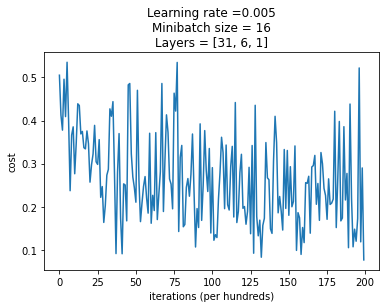 Learning rate =0.005
Minibatch size = 16
Layers = [31, 6, 1]
cost
0.5
0.4
0.3
0.2
0.1
0 25 50 75 100 125 150 175 200
iterations (per hundreds)